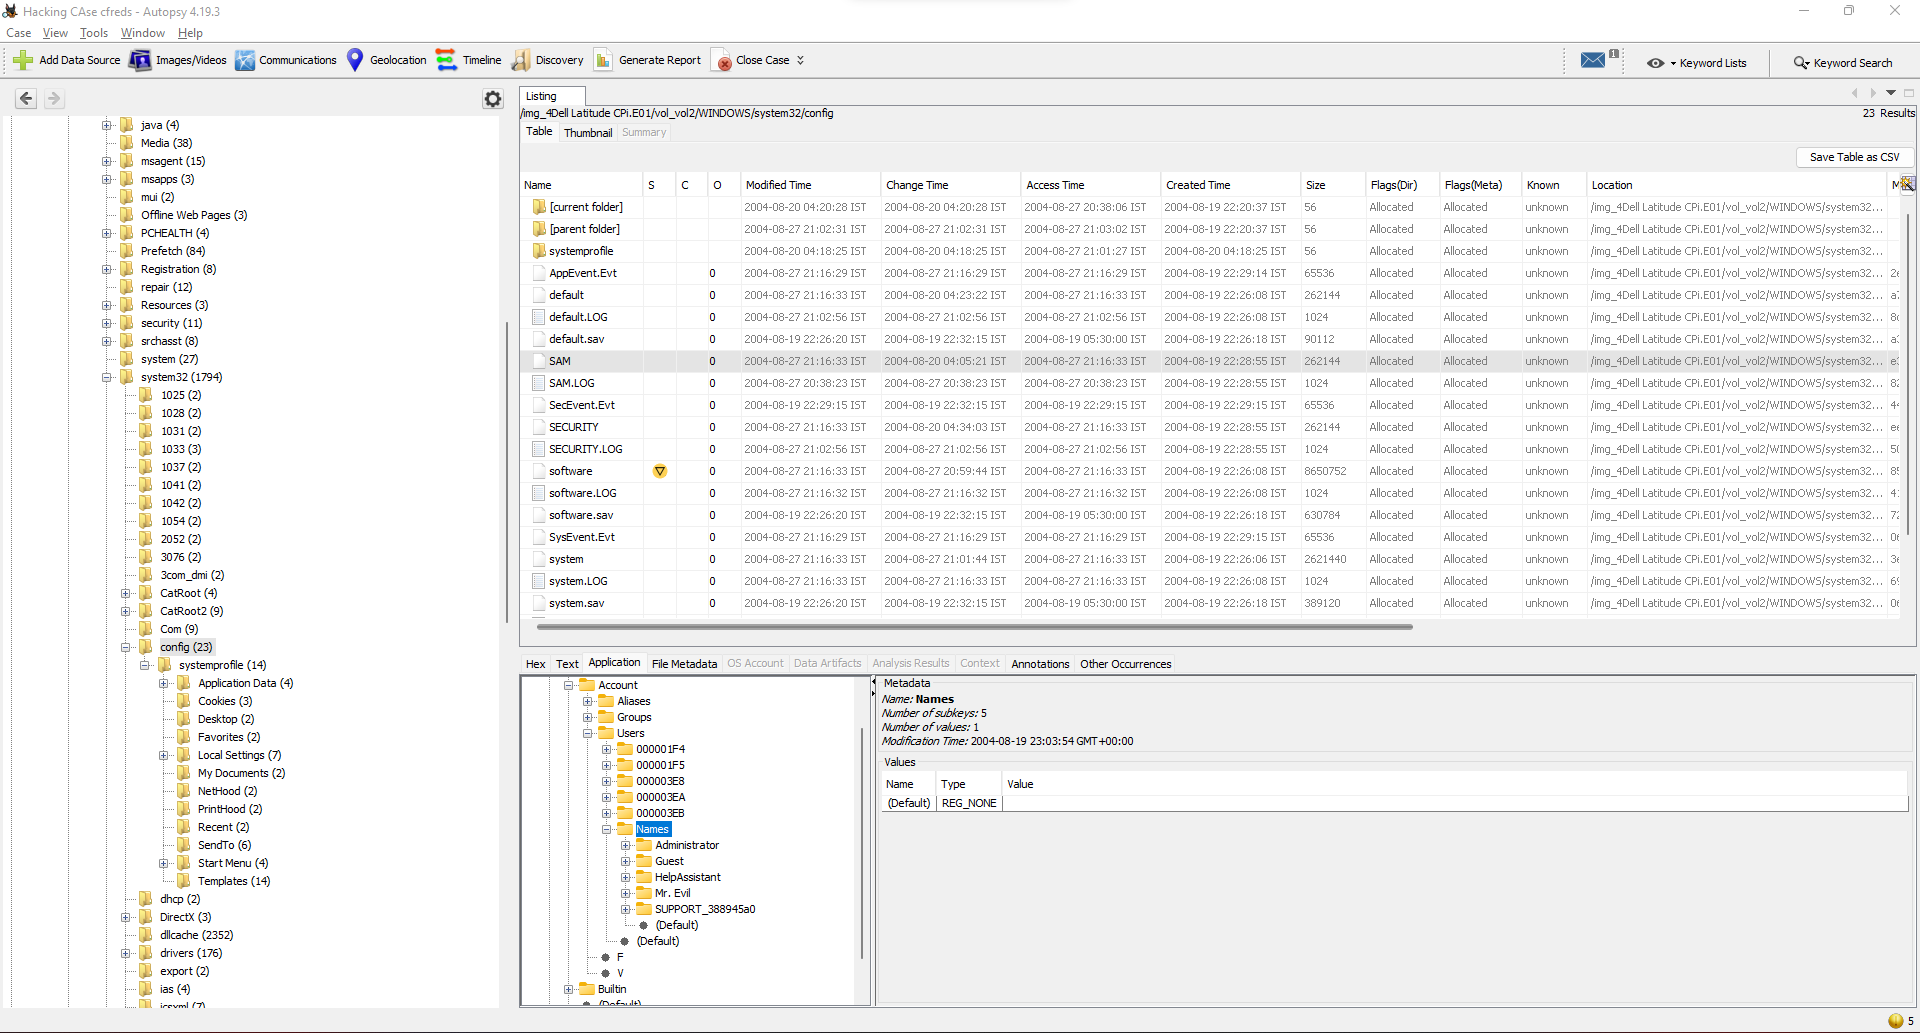 Hacking CAse cfreds - Autopsy 4.19.3
Case View Tools Window Help
Add Data Source Images/Videos Communications Geolocation Timeline Discovery Generate Report Close Case 1 Keyword Lists Keyword Search
java (4)
Media (38)
msagent (15)
msapps (3)
mui (2)
Offline Web Pages (3)
PCHEALTH (4)
Prefetch (84)
Registration (8)
repair (12)
Resources (3)
security (11)
srchasst (8)
system (27)
system32 (1794)
1025 (2)
1028 (2)
1031 (2)
1033 (3)
1037 (2)
1041 (2)
1042 (2)
1054 (2)
2052 (2)
3076 (2)
3com_dmi (2)
CatRoot (4)
CatRoot2 (9)
Com (9)
config (23)
systemprofile (14)
Application Data (4)
Cookies (3)
Desktop (2)
Favorites (2)
Local Settings (7)
My Documents (2)
NetHood (2)
PrintHood (2)
Recent (2)
SendTo (6)
Start Menu (4)
Templates (14)
dhcp (2)
DirectX (3)
dllcache (2352)
drivers (176)
export (2)
ias (4)
icsxml (7)
Listing
/img_4Dell Latitude CPi.E01/vol_vol2/WINDOWS/system32/config 23 Results
Table Thumbnail Summary
Save Table as CSV
Name S C O Modified Time Change Time Access Time Created Time Size Flags(Dir) Flags(Meta) Known Location
[current folder] 2004-08-20 04:20:28 IST 2004-08-20 04:20:28 IST 2004-08-27 20:38:06 IST 2004-08-19 22:20:37 IST 56 Allocated Allocated unknown /img_4Dell Latitude CPi.E01/vol_vol2/WINDOWS/system32...
[parent folder] 2004-08-27 21:02:31 IST 2004-08-27 21:02:31 IST 2004-08-27 21:03:02 IST 2004-08-19 22:20:37 IST 56 Allocated Allocated unknown /img_4Dell Latitude CPi.E01/vol_vol2/WINDOWS/system32...
systemprofile 2004-08-20 04:18:25 IST 2004-08-20 04:18:25 IST 2004-08-27 21:01:27 IST 2004-08-20 04:18:25 IST 56 Allocated Allocated unknown /img_4Dell Latitude CPi.E01/vol_vol2/WINDOWS/system32...
AppEvent.Evt 0 2004-08-27 21:16:29 IST 2004-08-27 21:16:29 IST 2004-08-27 21:16:29 IST 2004-08-19 22:29:14 IST 65536 Allocated Allocated unknown /img_4Dell Latitude CPi.E01/vol_vol2/WINDOWS/system32...
default 0 2004-08-27 21:16:33 IST 2004-08-20 04:23:22 IST 2004-08-27 21:16:33 IST 2004-08-19 22:26:08 IST 262144 Allocated Allocated unknown /img_4Dell Latitude CPi.E01/vol_vol2/WINDOWS/system32...
default.LOG 0 2004-08-27 21:02:56 IST 2004-08-27 21:02:56 IST 2004-08-27 21:02:56 IST 2004-08-19 22:26:08 IST 1024 Allocated Allocated unknown /img_4Dell Latitude CPi.E01/vol_vol2/WINDOWS/system32...
default.sav 0 2004-08-19 22:26:20 IST 2004-08-19 22:32:15 IST 2004-08-19 05:30:00 IST 2004-08-19 22:26:18 IST 90112 Allocated Allocated unknown /img_4Dell Latitude CPi.E01/vol_vol2/WINDOWS/system32...
SAM 0 2004-08-27 21:16:33 IST 2004-08-20 04:05:21 IST 2004-08-27 21:16:33 IST 2004-08-19 22:28:55 IST 262144 Allocated Allocated unknown /img_4Dell Latitude CPi.E01/vol_vol2/WINDOWS/system32...
SAM.LOG 0 2004-08-27 20:38:23 IST 2004-08-27 20:38:23 IST 2004-08-27 20:38:23 IST 2004-08-19 22:28:55 IST 1024 Allocated Allocated unknown /img_4Dell Latitude CPi.E01/vol_vol2/WINDOWS/system32...
SecEvent.Evt 0 2004-08-19 22:29:15 IST 2004-08-19 22:32:15 IST 2004-08-19 22:29:15 IST 2004-08-19 22:29:15 IST 65536 Allocated Allocated unknown /img_4Dell Latitude CPi.E01/vol_vol2/WINDOWS/system32...
SECURITY 0 2004-08-27 21:16:33 IST 2004-08-20 04:34:03 IST 2004-08-27 21:16:33 IST 2004-08-19 22:28:55 IST 262144 Allocated Allocated unknown /img_4Dell Latitude CPi.E01/vol_vol2/WINDOWS/system32...
SECURITY.LOG 0 2004-08-27 21:02:56 IST 2004-08-27 21:02:56 IST 2004-08-27 21:02:56 IST 2004-08-19 22:28:55 IST 1024 Allocated Allocated unknown /img_4Dell Latitude CPi.E01/vol_vol2/WINDOWS/system32...
software 0 2004-08-27 21:16:33 IST 2004-08-27 20:59:44 IST 2004-08-27 21:16:33 IST 2004-08-19 22:26:08 IST 8650752 Allocated Allocated unknown /img_4Dell Latitude CPi.E01/vol_vol2/WINDOWS/system32...
software.LOG 0 2004-08-27 21:16:32 IST 2004-08-27 21:16:32 IST 2004-08-27 21:16:32 IST 2004-08-19 22:26:08 IST 1024 Allocated Allocated unknown /img_4Dell Latitude CPi.E01/vol_vol2/WINDOWS/system32...
software.sav 0 2004-08-19 22:26:20 IST 2004-08-19 22:32:15 IST 2004-08-19 05:30:00 IST 2004-08-19 22:26:18 IST 630784 Allocated Allocated unknown /img_4Dell Latitude CPi.E01/vol_vol2/WINDOWS/system32...
SysEvent.Evt 0 2004-08-27 21:16:29 IST 2004-08-27 21:16:29 IST 2004-08-27 21:16:29 IST 2004-08-19 22:29:15 IST 65536 Allocated Allocated unknown /img_4Dell Latitude CPi.E01/vol_vol2/WINDOWS/system32...
system 0 2004-08-27 21:16:33 IST 2004-08-27 21:01:44 IST 2004-08-27 21:16:33 IST 2004-08-19 22:26:06 IST 2621440 Allocated Allocated unknown /img_4Dell Latitude CPi.E01/vol_vol2/WINDOWS/system32...
system.LOG 0 2004-08-27 21:16:33 IST 2004-08-27 21:16:33 IST 2004-08-27 21:16:33 IST 2004-08-19 22:26:08 IST 1024 Allocated Allocated unknown /img_4Dell Latitude CPi.E01/vol_vol2/WINDOWS/system32...
system.sav 0 2004-08-19 22:26:20 IST 2004-08-19 22:32:15 IST 2004-08-19 05:30:00 IST 2004-08-19 22:26:18 IST 389120 Allocated Allocated unknown /img_4Dell Latitude CPi.E01/vol_vol2/WINDOWS/system32...
Hex Text Application File Metadata OS Account Data Artifacts Analysis Results Context Annotations Other Occurrences
Account
Aliases
Groups
Users
000001F4
000001F5
000003E8
000003EA
000003EB
Names
Administrator
Guest
HelpAssistant
Mr. Evil
SUPPORT_388945a0
(Default)
(Default)
F
V
Builtin
(Default)
Metadata
Name: Names
Number of subkeys: 5
Number of values: 1
Modification Time: 2004-08-19 23:03:54 GMT+00:00
Values
Name Type Value
(Default) REG_NONE
5